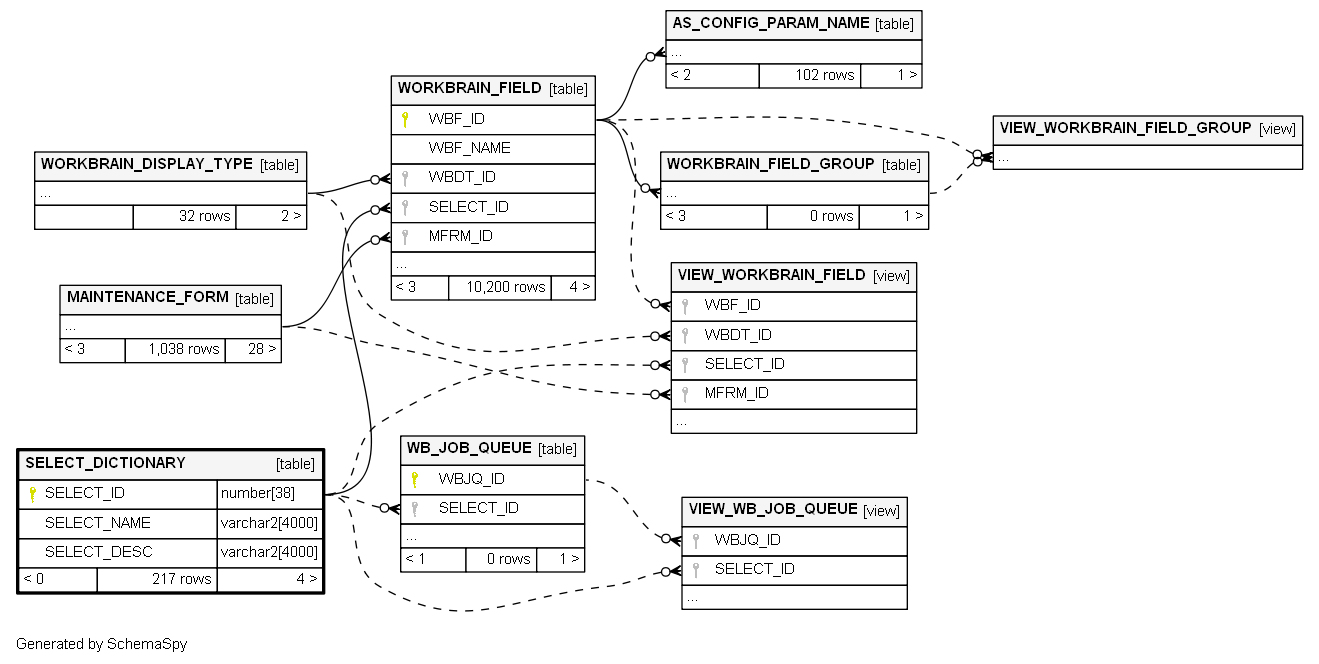 AS_CONFIG_PARAM_NAME [table]
...
< 2 102 rows 1 >
WORKBRAIN_FIELD [table]
WBF_ID
WBF_NAME
WBDT_ID
SELECT_ID
MFRM_ID
...
< 3 10,200 rows 4 >
VIEW_WORKBRAIN_FIELD_GROUP [view]
...
WORKBRAIN_DISPLAY_TYPE [table]
...
32 rows 2 >
WORKBRAIN_FIELD_GROUP [table]
...
< 3 0 rows 1 >
MAINTENANCE_FORM [table]
...
< 3 1,038 rows 28 >
VIEW_WORKBRAIN_FIELD [view]
WBF_ID
WBDT_ID
SELECT_ID
MFRM_ID
...
SELECT_DICTIONARY [table]
SELECT_ID number[38]
SELECT_NAME varchar2[4000]
SELECT_DESC varchar2[4000]
< 0 217 rows 4 >
WB_JOB_QUEUE [table]
WBJQ_ID
SELECT_ID
...
< 1 0 rows 1 >
VIEW_WB_JOB_QUEUE [view]
WBJQ_ID
SELECT_ID
...
Generated by SchemaSpy